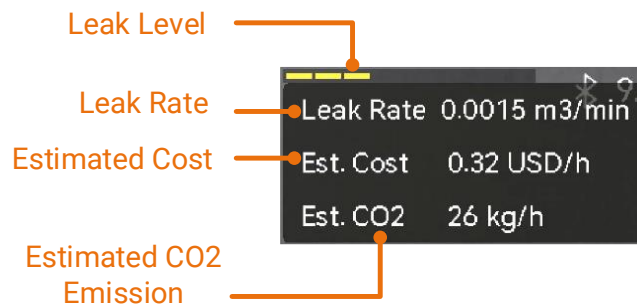 Leak Level
Leak Rate
Estimated Cost
Estimated CO2
Emission
Leak Rate 0.0015 m3/min
Est. Cost 0.32 USD/h
Est. CO2 26 kg/h